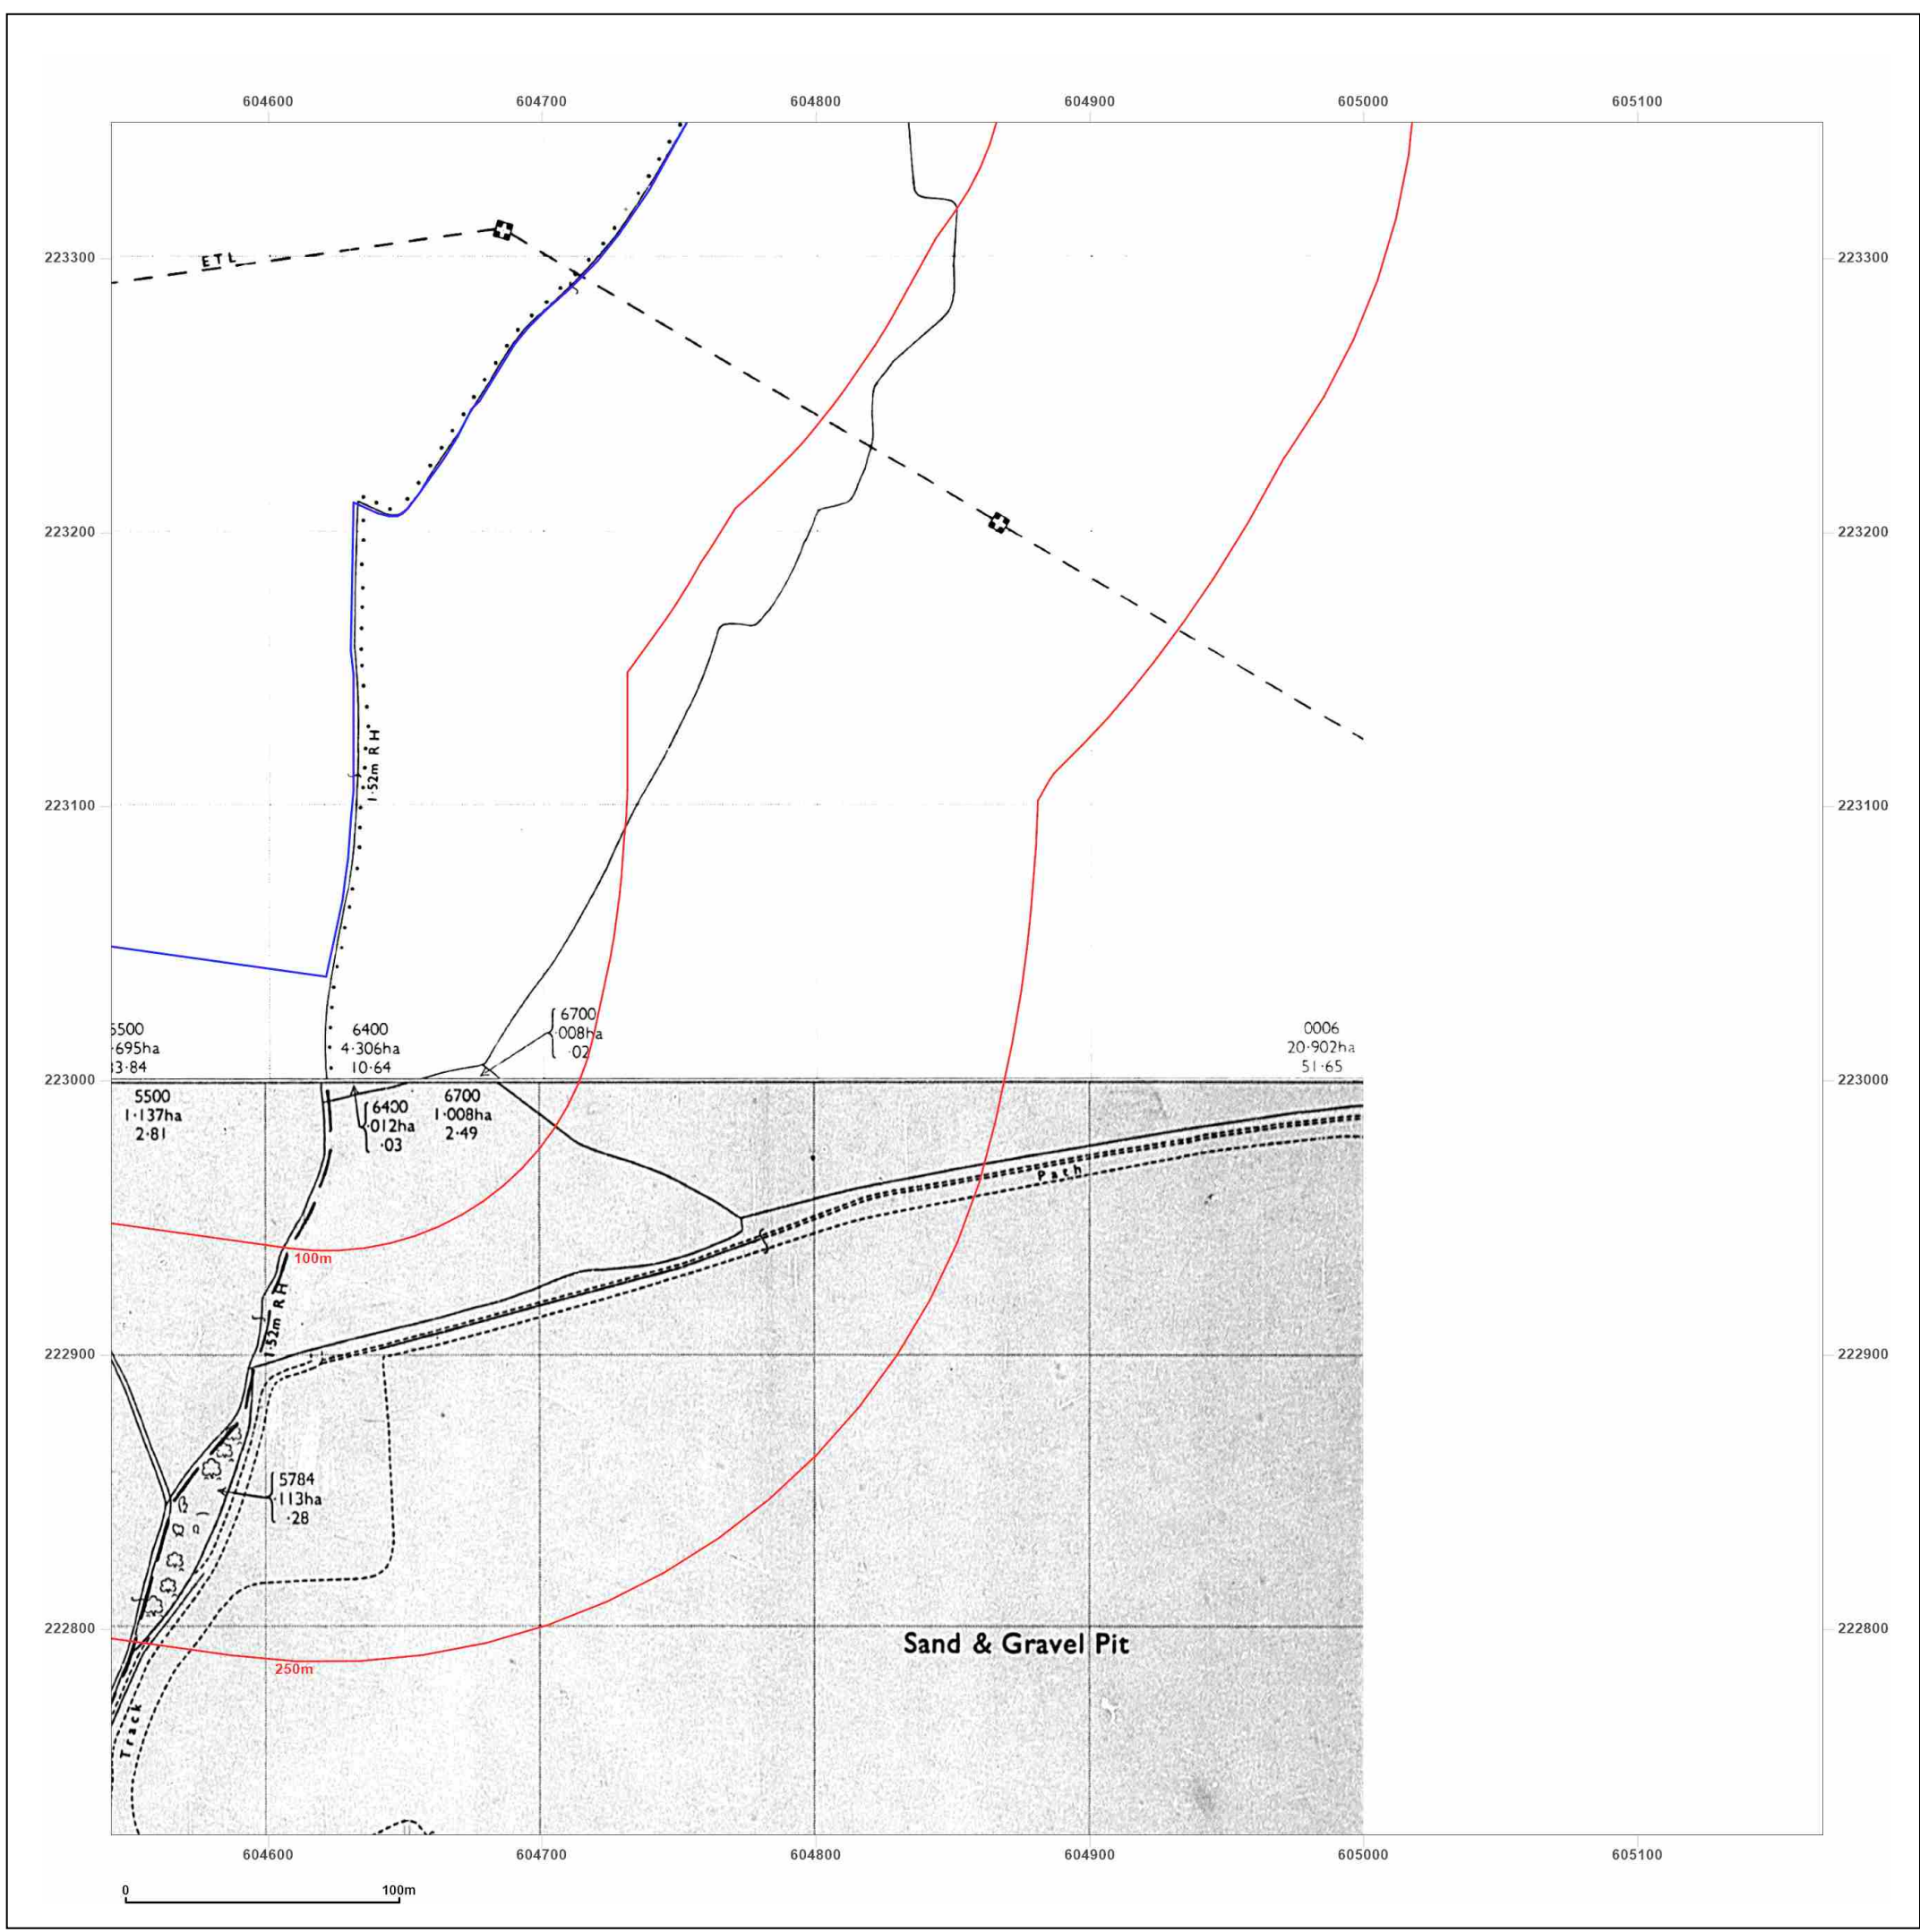 604600 604700 604800 604900 605000 605100
ETL
223300 223300
223200 223200
1·52m RH
223100 223100
5500
·695ha
13·84
6400
4·306ha
10·64
6700
·008ha
·02
0006
20·902ha
51·65
223000 223000
5500
1·137ha
2·81
6400
·012ha
·03
6700
1·008ha
2·49
Path
100m
1·52m RH
222900 222900
5784
·113ha
·28
222800 222800
Sand & Gravel Pit
250m
Track
604600 604700 604800 604900 605000 605100
0 100m